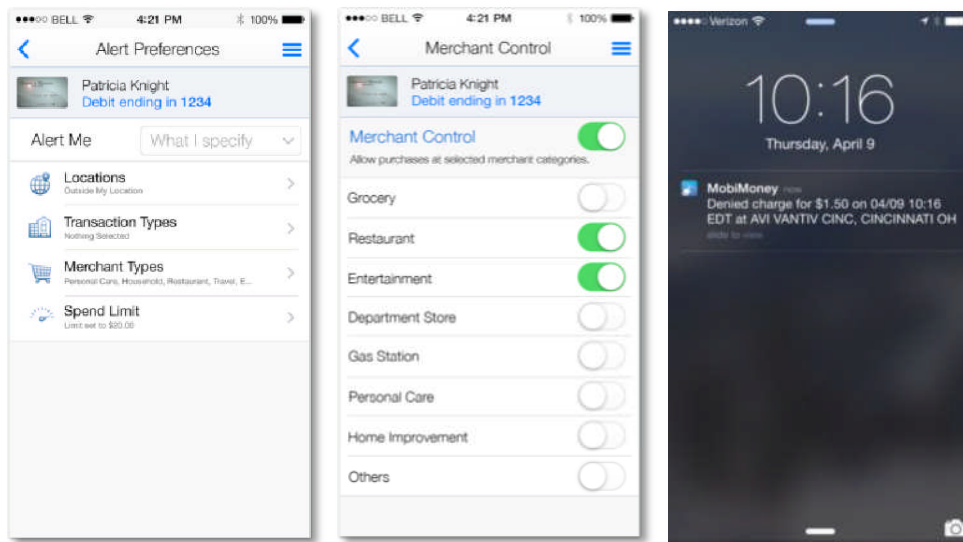 BELL 4:21 PM 100%
Alert Preferences
Patricia Knight
Debit ending in 1234
Alert Me What I specify
Locations
Outside My Location
Transaction Types
Nothing Selected
Merchant Types
Personal Care, Household, Restaurant, Travel, E...
Spend Limit
Limit set to $20.00
BELL 4:21 PM 100%
Merchant Control
Patricia Knight
Debit ending in 1234
Merchant Control
Allow purchases at selected merchant categories.
Grocery
Restaurant
Entertainment
Department Store
Gas Station
Personal Care
Home Improvement
Others
Verizon
10:16
Thursday, April 9
MobiMoney now
Denied charge for $1.50 on 04/09 10:16
EDT at AVI VANTIV CINC, CINCINNATI OH
slide to view